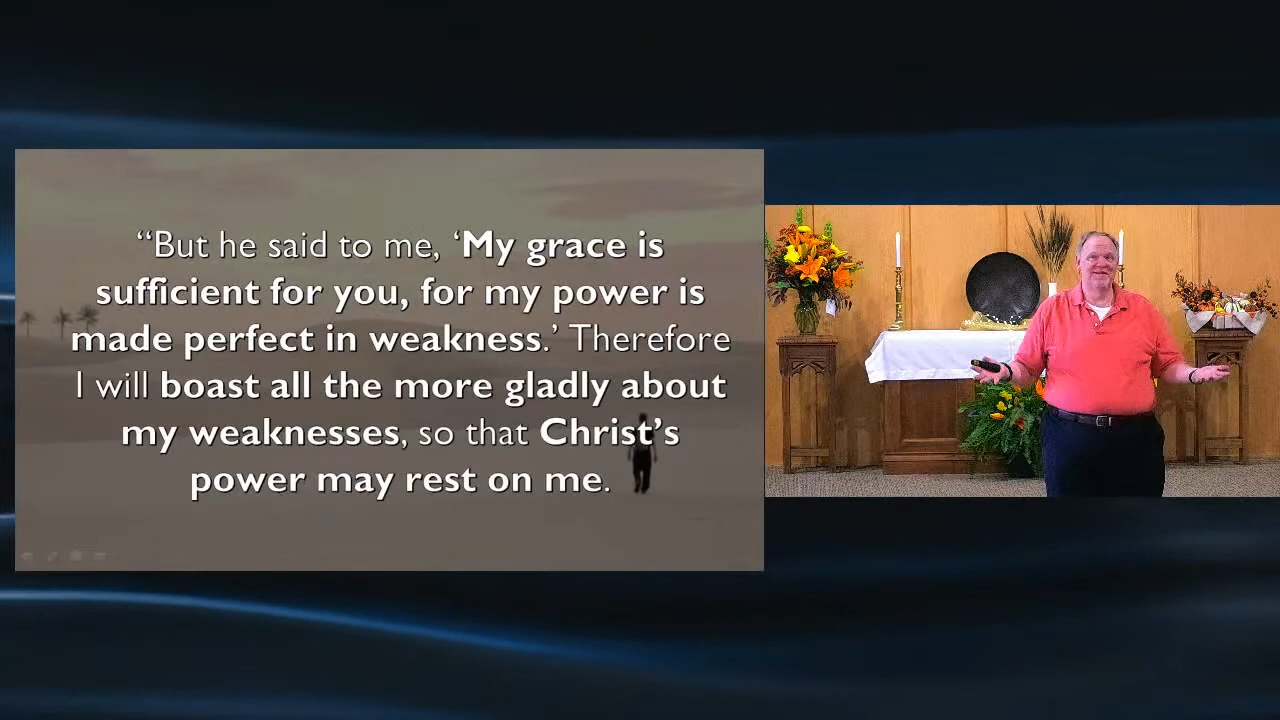 “But he said to me, ‘My grace is
sufficient for you, for my power is
made perfect in weakness.’ Therefore
I will boast all the more gladly about
my weaknesses, so that Christ’s
power may rest on me.